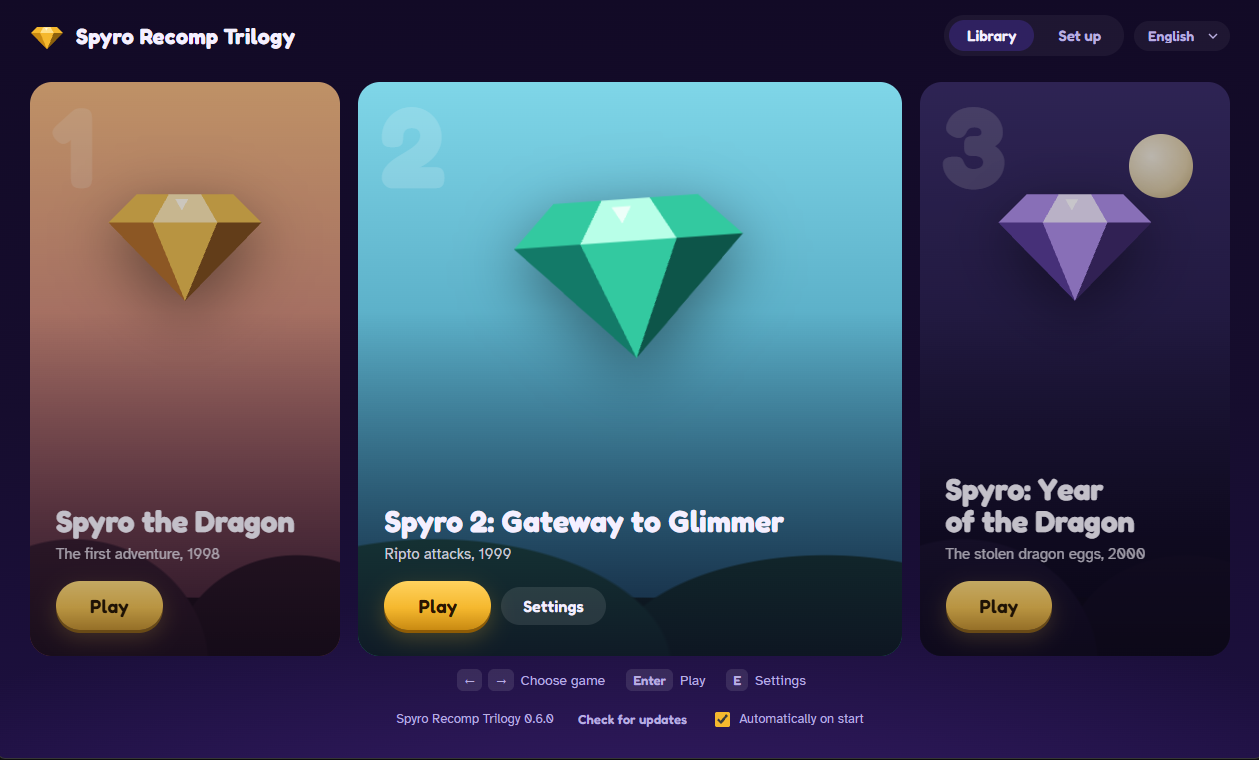 Spyro Recomp Trilogy
Library
Set up
English
1
2
3
Spyro the Dragon
The first adventure, 1998
Play
Spyro 2: Gateway to Glimmer
Ripto attacks, 1999
Play
Settings
Spyro: Year
of the Dragon
The stolen dragon eggs, 2000
Play
← → Choose game Enter Play E Settings
Spyro Recomp Trilogy 0.6.0 Check for updates Automatically on start